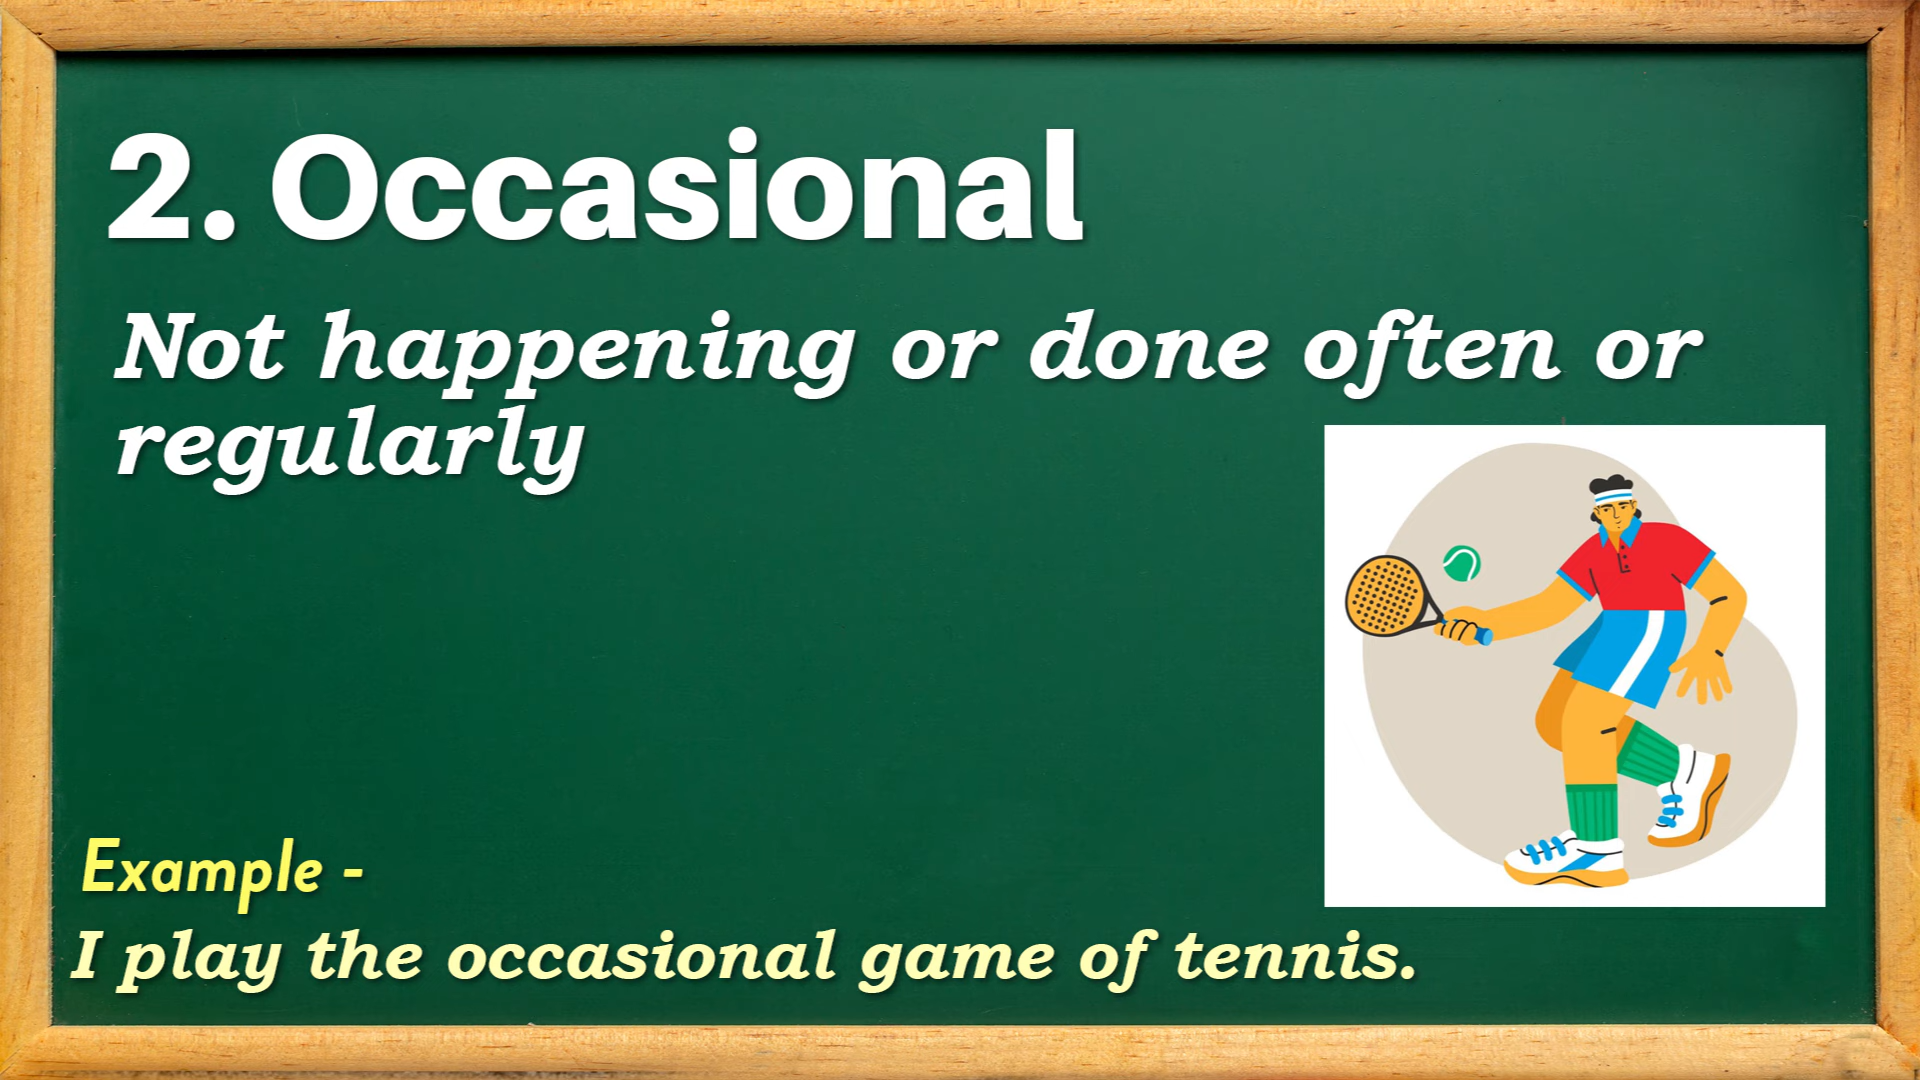 2. Occasional
Not happening or done often or
regularly
Example -
I play the occasional game of tennis.